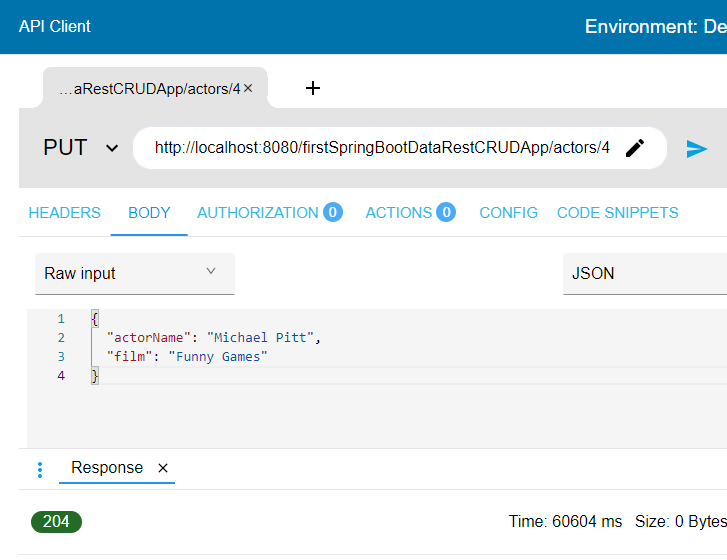 API Client
Environment: De
...aRestCRUDApp/actors/4 ×
+
PUT
http://localhost:8080/firstSpringBootDataRestCRUDApp/actors/4
HEADERS BODY AUTHORIZATION 0 ACTIONS 0 CONFIG CODE SNIPPETS
Raw input
JSON
1 {
2 "actorName": "Michael Pitt",
3 "film": "Funny Games"
4 }
Response ×
204
Time: 60604 ms Size: 0 Bytes